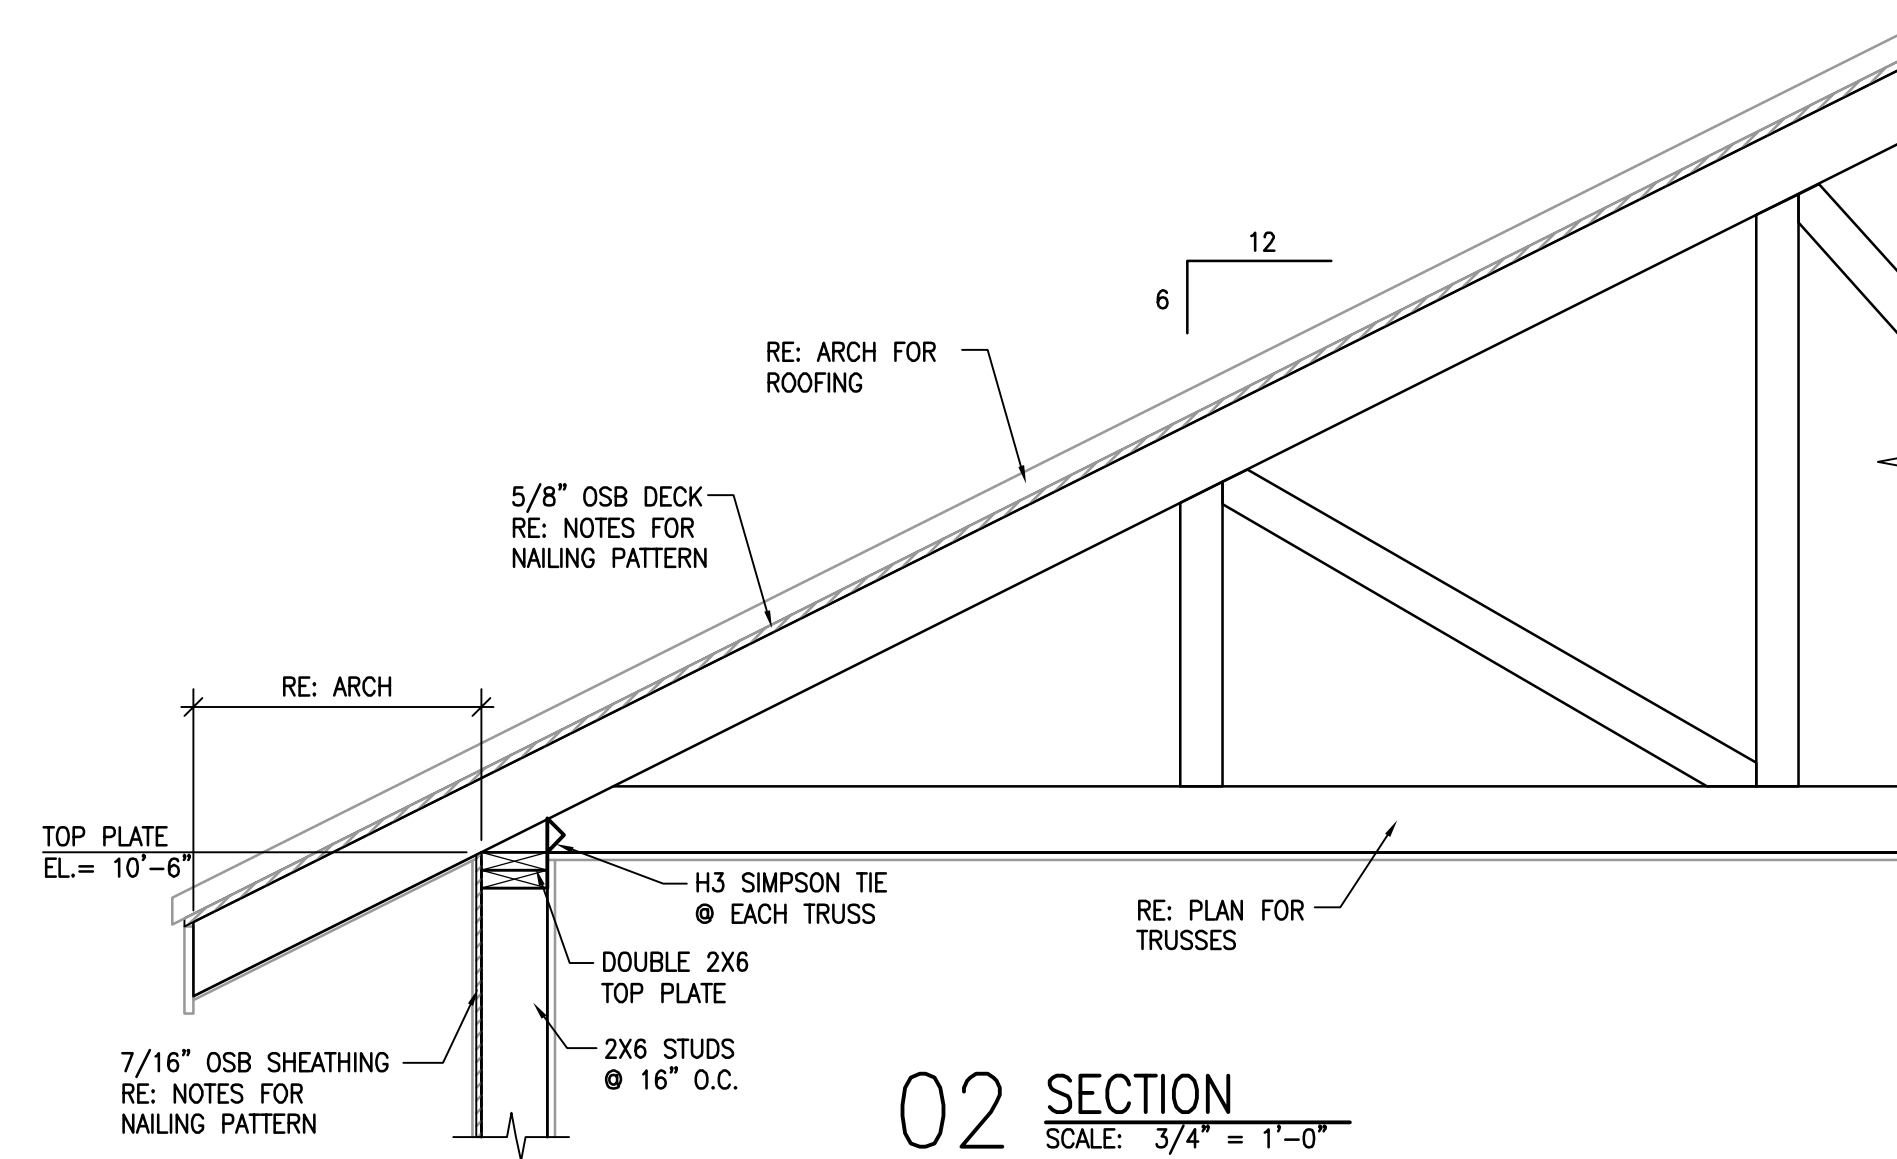 12
6
RE: ARCH FOR
ROOFING
5/8" OSB DECK
RE: NOTES FOR
NAILING PATTERN
RE: ARCH
TOP PLATE
EL.= 10'-6"
H3 SIMPSON TIE
@ EACH TRUSS
RE: PLAN FOR
TRUSSES
DOUBLE 2X6
TOP PLATE
2X6 STUDS
@ 16" O.C.
7/16" OSB SHEATHING
RE: NOTES FOR
NAILING PATTERN
02 SECTION
SCALE: 3/4" = 1'-0"